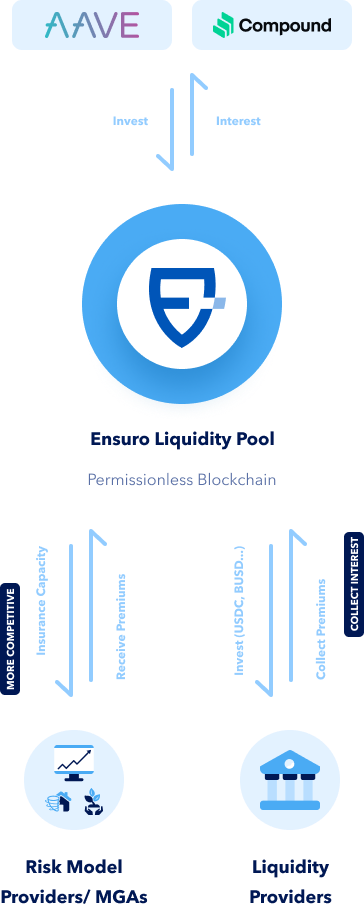 AAVE
Compound
Invest
Interest
Ensuro Liquidity Pool
Permissionless Blockchain
MORE COMPETITIVE
Insurance Capacity
Receive Premiums
Invest (USDC, BUSD...)
Collect Premiums
COLLECT INTEREST
Risk Model
Providers/ MGAs
Liquidity
Providers